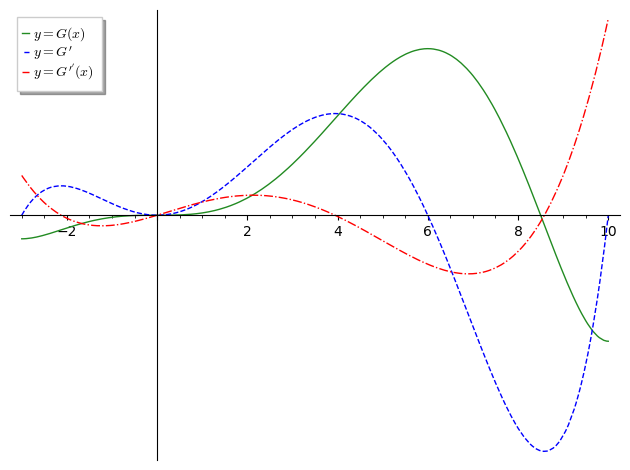 y = G(x)
y = G ′
y = G ′′(x)
−2 2 4 6 8 10